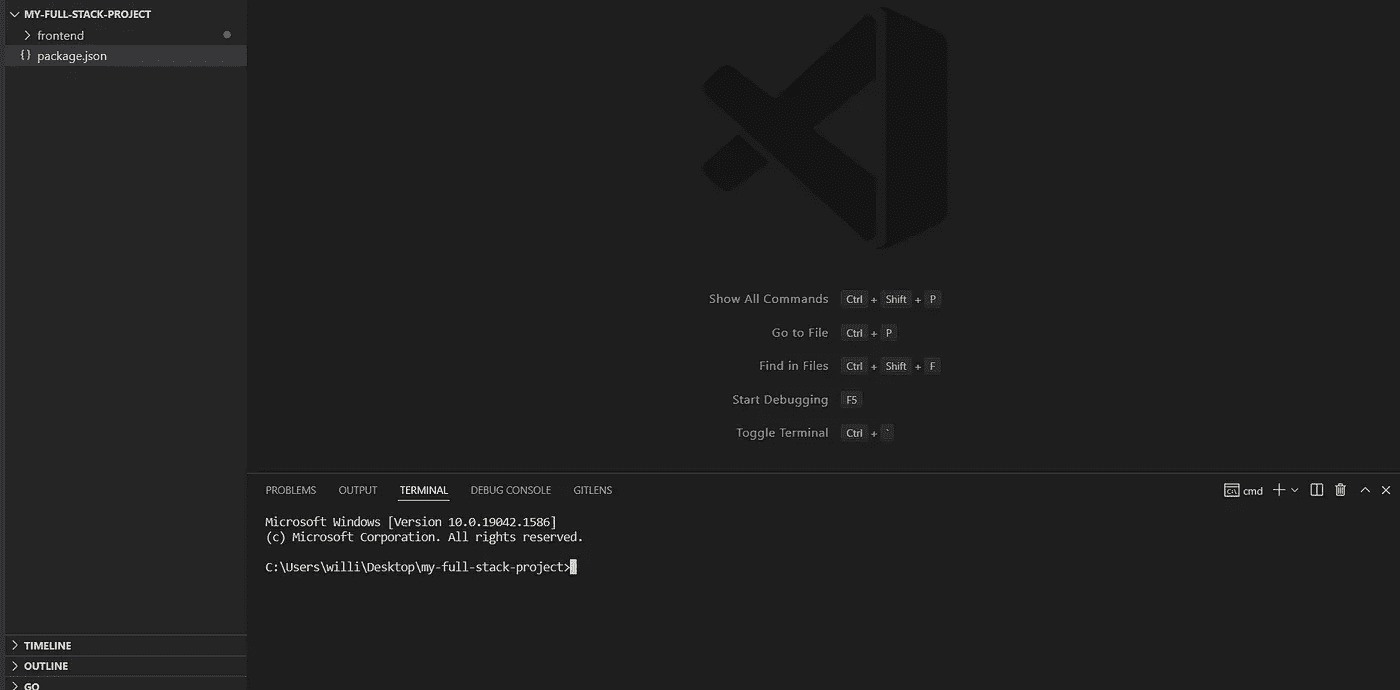 MY-FULL-STACK-PROJECT
frontend
{} package.json
Show All Commands Ctrl + Shift + P
Go to File Ctrl + P
Find in Files Ctrl + Shift + F
Start Debugging F5
Toggle Terminal Ctrl + `
PROBLEMS OUTPUT TERMINAL DEBUG CONSOLE GITLENS
cmd
Microsoft Windows [Version 10.0.19042.1586]
(c) Microsoft Corporation. All rights reserved.
C:\Users\willi\Desktop\my-full-stack-project>
TIMELINE
OUTLINE
GO